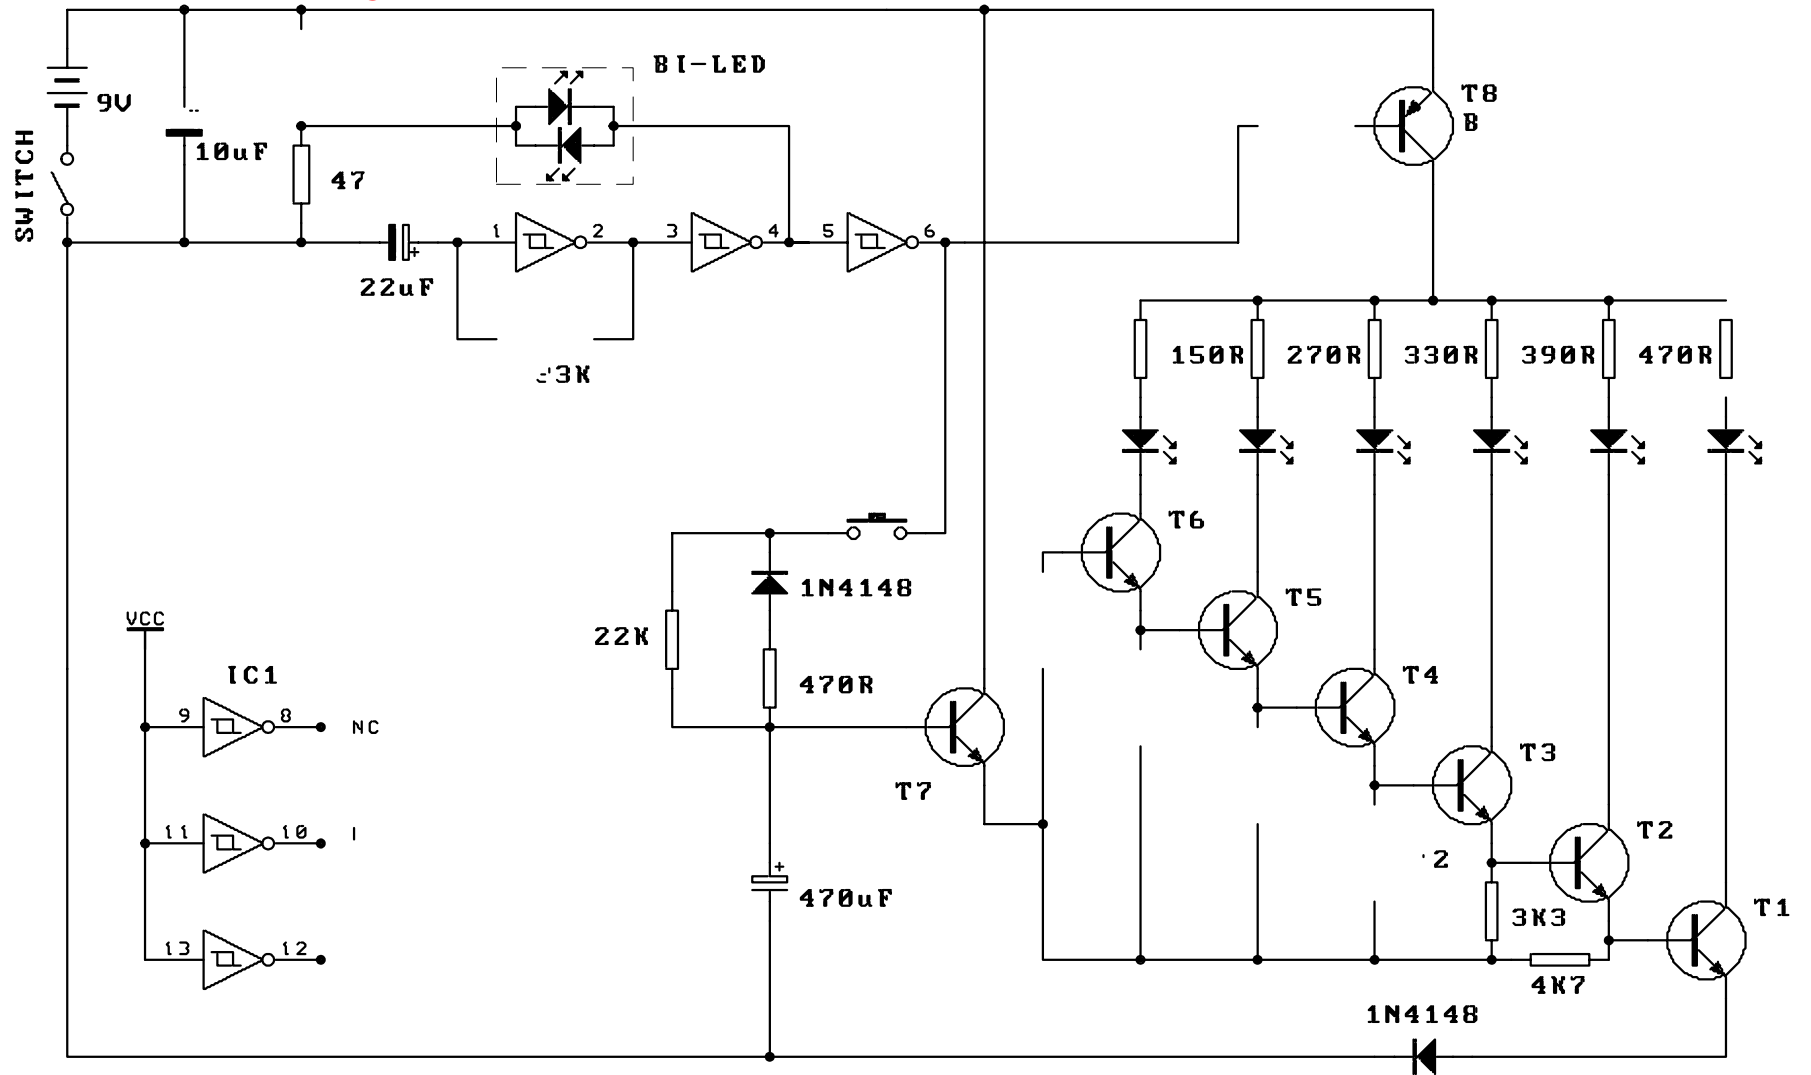 BI-LED
T8
B
9V
SWITCH
10uF
47
1
2
3
4
5
6
22uF
150R
270R
330R
390R
470R
3K
T6
1N4148
T5
22K
VCC
IC1
470R
T4
9
8
NC
T3
T7
11
10
I
T2
2
470uF
3K3
T1
13
12
4K7
1N4148